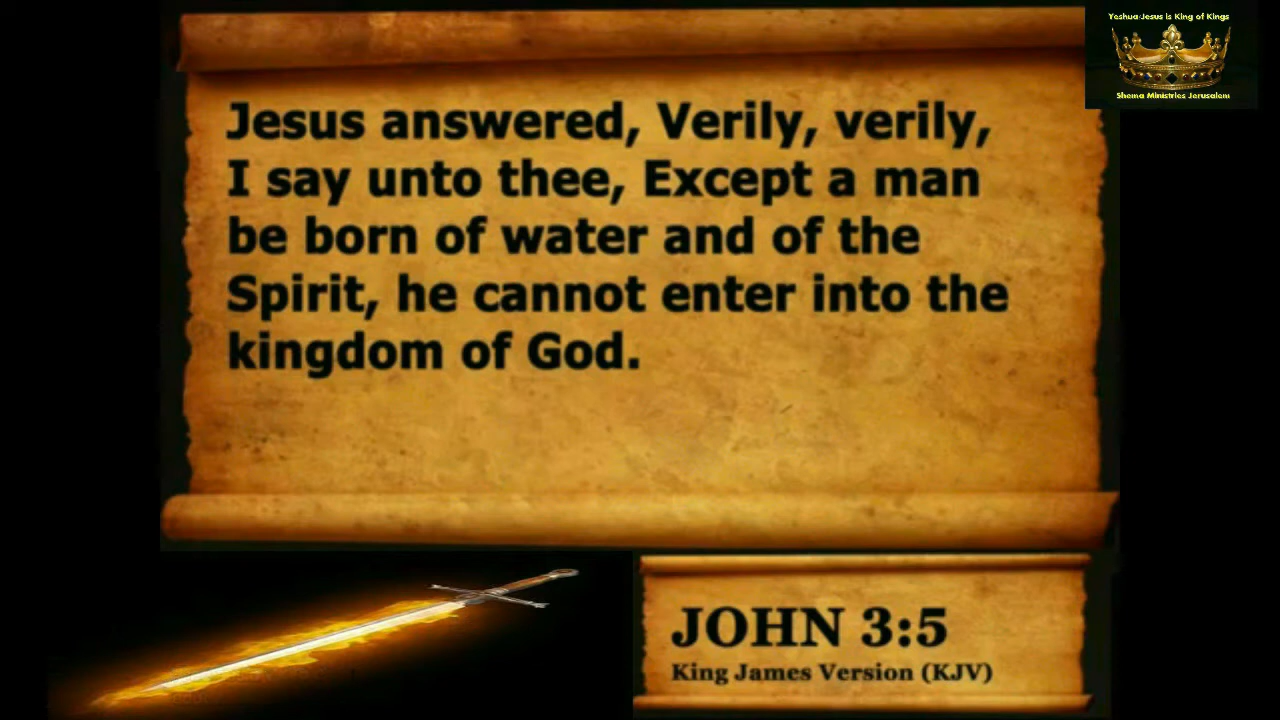 Yeshua-Jesus is King of Kings
Shema Ministries Jerusalem
Jesus answered, Verily, verily,
I say unto thee, Except a man
be born of water and of the
Spirit, he cannot enter into the
kingdom of God.
JOHN 3:5
King James Version (KJV)